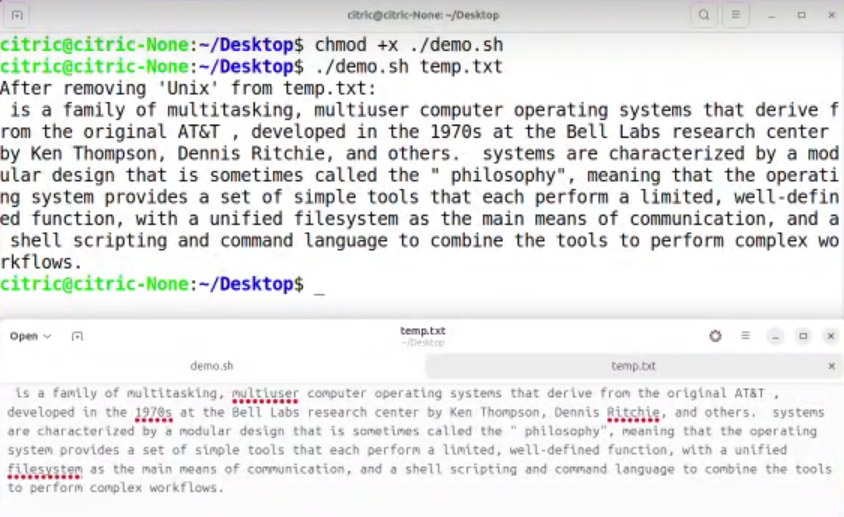 citric@citric-None: ~/Desktop
citric@citric-None:~/Desktop$ chmod +x ./demo.sh
citric@citric-None:~/Desktop$ ./demo.sh temp.txt
After removing 'Unix' from temp.txt:
 is a family of multitasking, multiuser computer operating systems that derive f
rom the original AT&T , developed in the 1970s at the Bell Labs research center
by Ken Thompson, Dennis Ritchie, and others.  systems are characterized by a mod
ular design that is sometimes called the " philosophy", meaning that the operati
ng system provides a set of simple tools that each perform a limited, well-defin
ed function, with a unified filesystem as the main means of communication, and a
 shell scripting and command language to combine the tools to perform complex wo
rkflows.
citric@citric-None:~/Desktop$ _
Open temp.txt
~/Desktop
demo.sh temp.txt
 is a family of multitasking, multiuser computer operating systems that derive from the original AT&T ,
developed in the 1970s at the Bell Labs research center by Ken Thompson, Dennis Ritchie, and others.  systems
are characterized by a modular design that is sometimes called the " philosophy", meaning that the operating
system provides a set of simple tools that each perform a limited, well-defined function, with a unified
filesystem as the main means of communication, and a shell scripting and command language to combine the tools
to perform complex workflows.